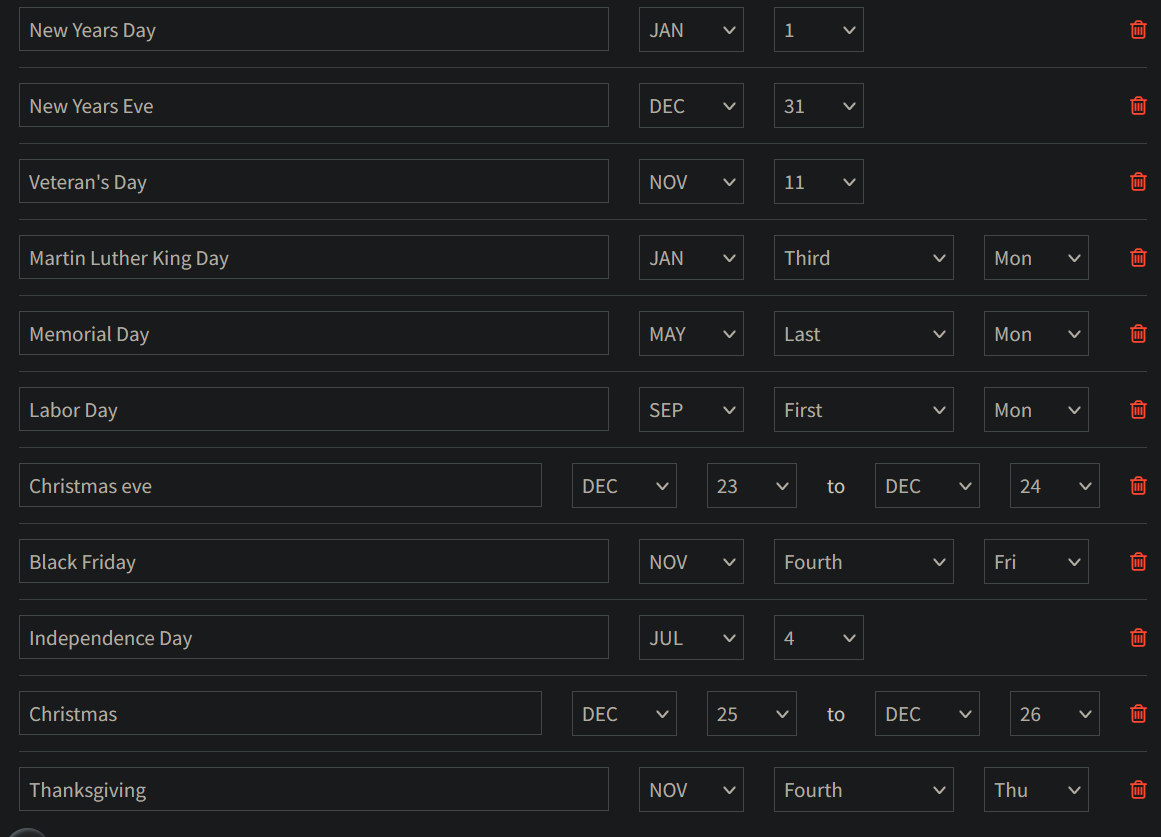 New Years Day JAN 1
New Years Eve DEC 31
Veteran's Day NOV 11
Martin Luther King Day JAN Third Mon
Memorial Day MAY Last Mon
Labor Day SEP First Mon
Christmas eve DEC 23 to DEC 24
Black Friday NOV Fourth Fri
Independence Day JUL 4
Christmas DEC 25 to DEC 26
Thanksgiving NOV Fourth Thu